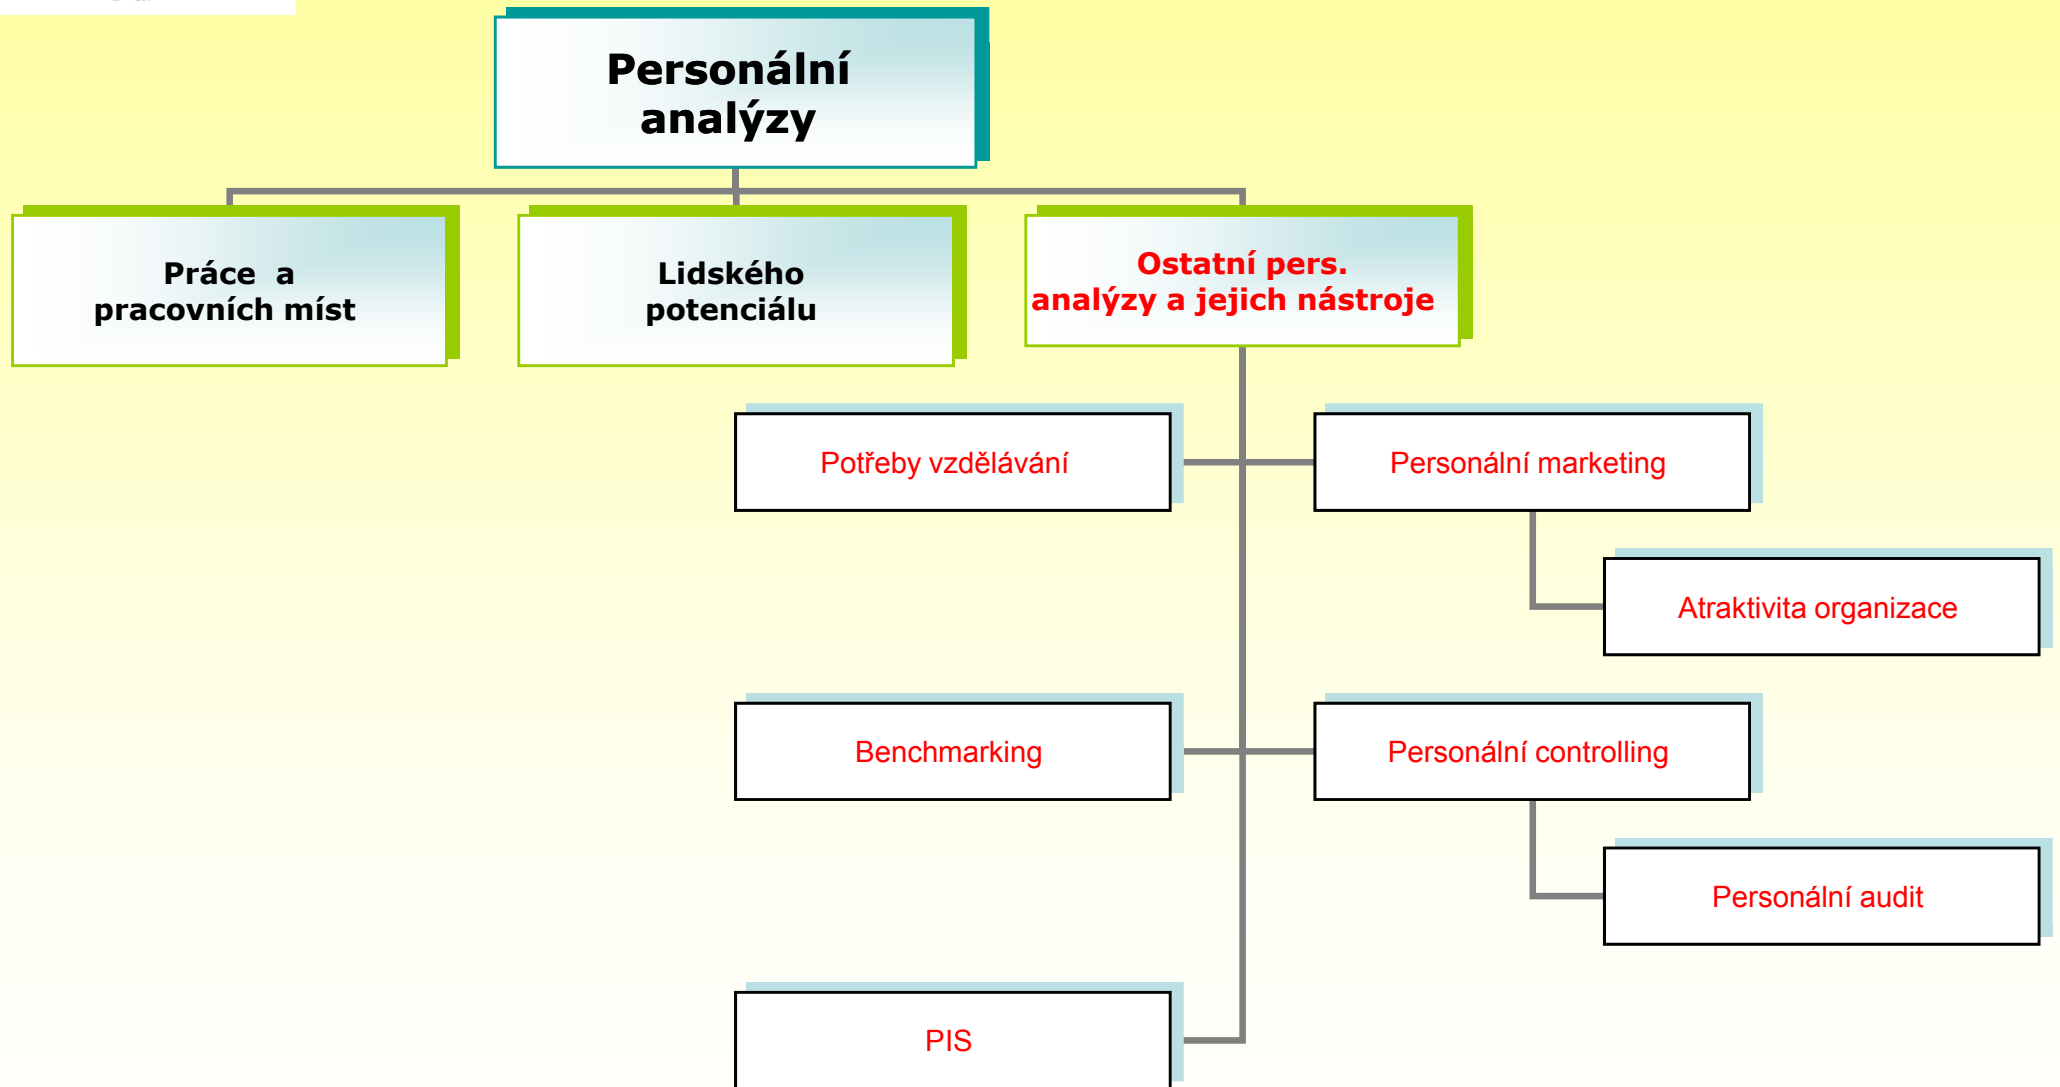 Personální
analýzy
Práce a
pracovních míst
Lidského
potenciálu
Ostatní pers.
analýzy a jejich nástroje
Potřeby vzdělávání
Personální marketing
Atraktivita organizace
Benchmarking
Personální controlling
Personální audit
PIS